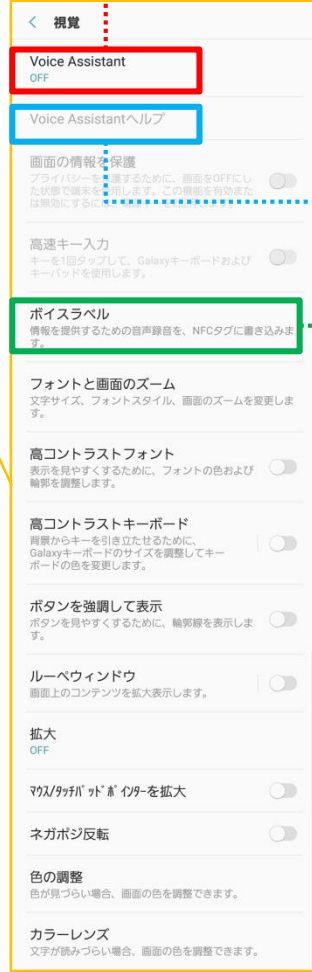 < 視覚
Voice Assistant
OFF
Voice Assistantヘルプ
画面の情報を保護
プライバシーを保護するために、画面をOFFにし
た状態で端末を使用します。この機能を有効また
は無効にするには、
高速キー入力
キーを1回タップして、Galaxyキーボードおよび
キーパッドを使用します。
ボイスラベル
情報を提供するための音声録音を、NFCタグに書き込みま
す。
フォントと画面のズーム
文字サイズ、フォントスタイル、画面のズームを変更しま
す。
高コントラストフォント
表示を見やすくするために、フォントの色および
輪郭を調整します。
高コントラストキーボード
背景からキーを引き立たせるために、
Galaxyキーボードのサイズを調整してキー
ボードの色を変更します。
ボタンを強調して表示
ボタンを見やすくするために、輪郭線を表示しま
す。
ルーペウィンドウ
画面上のコンテンツを拡大表示します。
拡大
OFF
ﾏｳｽ/ﾀｯﾁﾊﾟｯﾄﾞﾎﾟｲﾝﾀｰを拡大
ネガポジ反転
色の調整
色が見づらい場合、画面の色を調整できます。
カラーレンズ
文字が読みづらい場合、画面の色を調整できます。